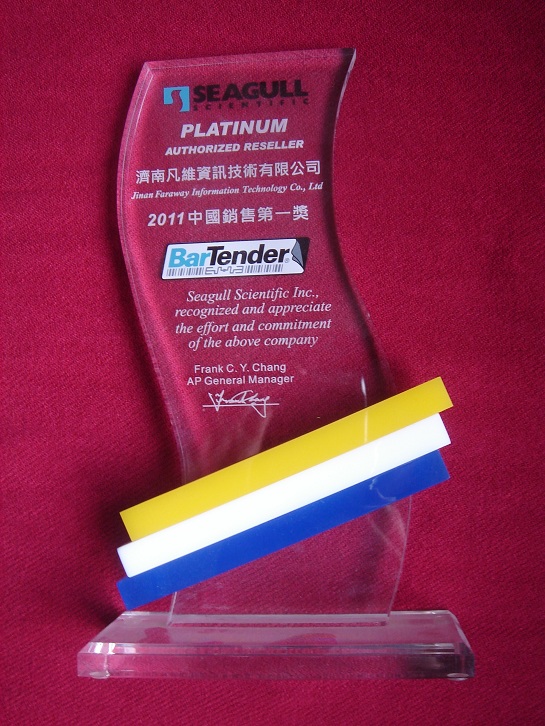 SEAGULL
SCIENTIFIC
PLATINUM
AUTHORIZED RESELLER
濟南凡維資訊技術有限公司
Jinan Faraway Information Technology Co., Ltd
2011中國銷售第一獎
BarTender®
Seagull Scientific Inc.,
recognized and appreciate
the effort and commitment
of the above company
Frank C. Y. Chang
AP General Manager